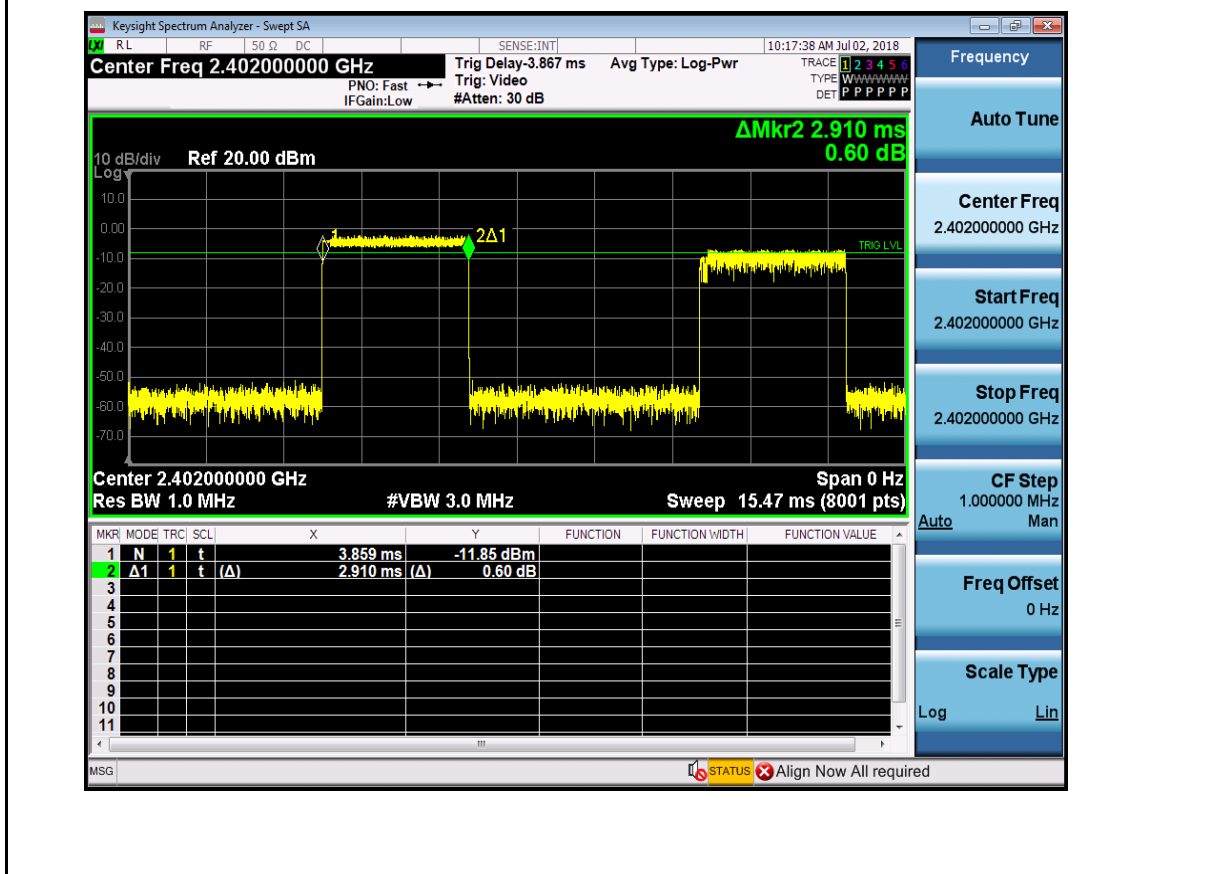 Keysight Spectrum Analyzer - Swept SA
LXI RL RF 50 Ω DC SENSE:INT 10:17:38 AM Jul 02, 2018
Center Freq 2.402000000 GHz
PNO: Fast
IFGain:Low
Trig Delay-3.867 ms
Trig: Video
#Atten: 30 dB
Avg Type: Log-Pwr
TRACE 1 2 3 4 5 6
TYPE WWWWWW
DET P P P P P P
ΔMkr2 2.910 ms
0.60 dB
10 dB/div Ref 20.00 dBm
Log
10.0
0.00
-10.0
-20.0
-30.0
-40.0
-50.0
-60.0
-70.0
1
2Δ1
TRIG LVL
Center 2.402000000 GHz Span 0 Hz
Res BW 1.0 MHz #VBW 3.0 MHz Sweep 15.47 ms (8001 pts)
MKR MODE TRC SCL X Y FUNCTION FUNCTION WIDTH FUNCTION VALUE
1 N 1 t 3.859 ms -11.85 dBm
2 Δ1 1 t (Δ) 2.910 ms (Δ) 0.60 dB
3
4
5
6
7
8
9
10
11
MSG STATUS Align Now All required
Frequency
Auto Tune
Center Freq
2.402000000 GHz
Start Freq
2.402000000 GHz
Stop Freq
2.402000000 GHz
CF Step
1.000000 MHz
Auto Man
Freq Offset
0 Hz
Scale Type
Log Lin